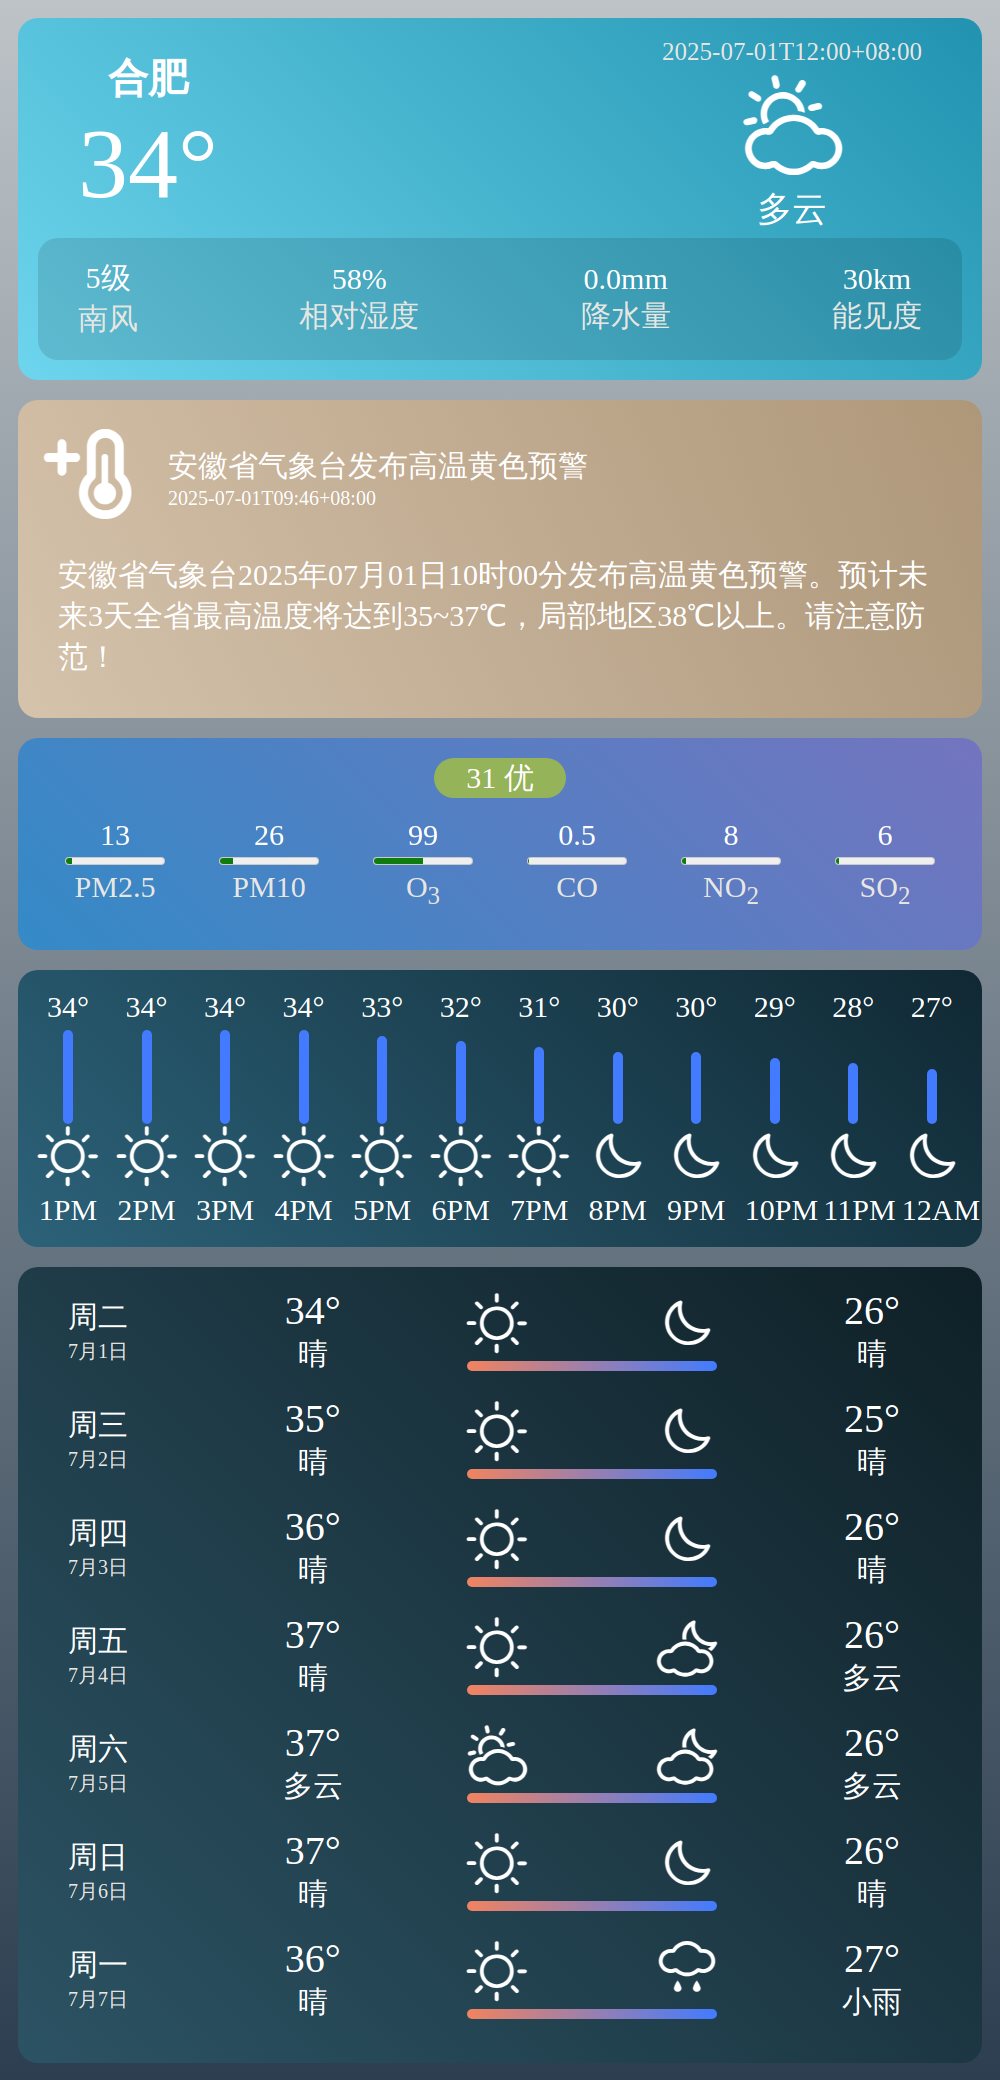 合肥
34°
2025-07-01T12:00+08:00
多云
5级 58% 0.0mm 30km
南风 相对湿度 降水量 能见度
安徽省气象台发布高温黄色预警
2025-07-01T09:46+08:00
安徽省气象台2025年07月01日10时00分发布高温黄色预警。预计未
来3天全省最高温度将达到35~37℃，局部地区38℃以上。请注意防
范！
31 优
13 26 99 0.5 8 6
PM2.5 PM10 O3 CO NO2 SO2
34° 34° 34° 34° 33° 32° 31° 30° 30° 29° 28° 27°
1PM 2PM 3PM 4PM 5PM 6PM 7PM 8PM 9PM 10PM 11PM 12AM
周二 34° 26°
7月1日 晴 晴
周三 35° 25°
7月2日 晴 晴
周四 36° 26°
7月3日 晴 晴
周五 37° 26°
7月4日 晴 多云
周六 37° 26°
7月5日 多云 多云
周日 37° 26°
7月6日 晴 晴
周一 36° 27°
7月7日 晴 小雨